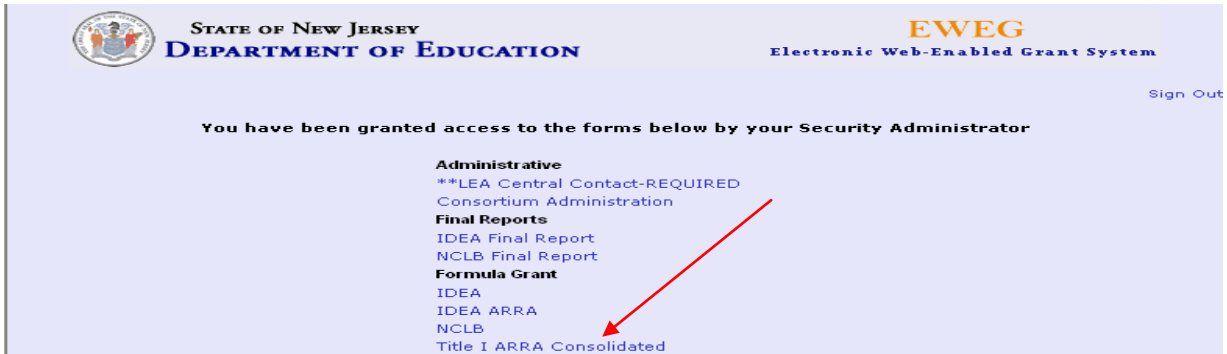 STATE OF NEW JERSEY
DEPARTMENT OF EDUCATION
EWEG
Electronic Web-Enabled Grant System
Sign Out
You have been granted access to the forms below by your Security Administrator
Administrative
**LEA Central Contact-REQUIRED
Consortium Administration
Final Reports
IDEA Final Report
NCLB Final Report
Formula Grant
IDEA
IDEA ARRA
NCLB
Title I ARRA Consolidated